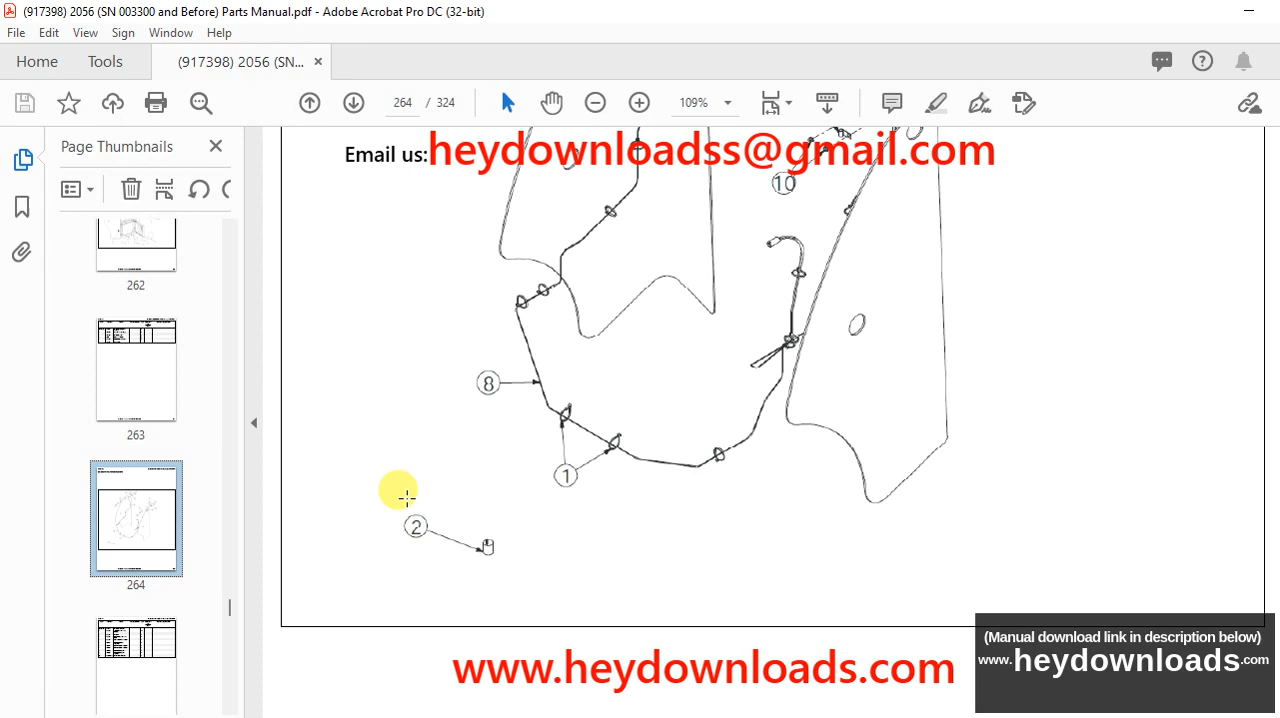 (917398) 2056 (SN 003300 and Before) Parts Manual.pdf - Adobe Acrobat Pro DC (32-bit)
File Edit View Sign Window Help
Home Tools (917398) 2056 (SN... ×
264 / 324 109%
Page Thumbnails
Email us:heydownloadss@gmail.com
10
262
8
263
1
2
264
(Manual download link in description below)
www.heydownloads.com
www.heydownloads.com